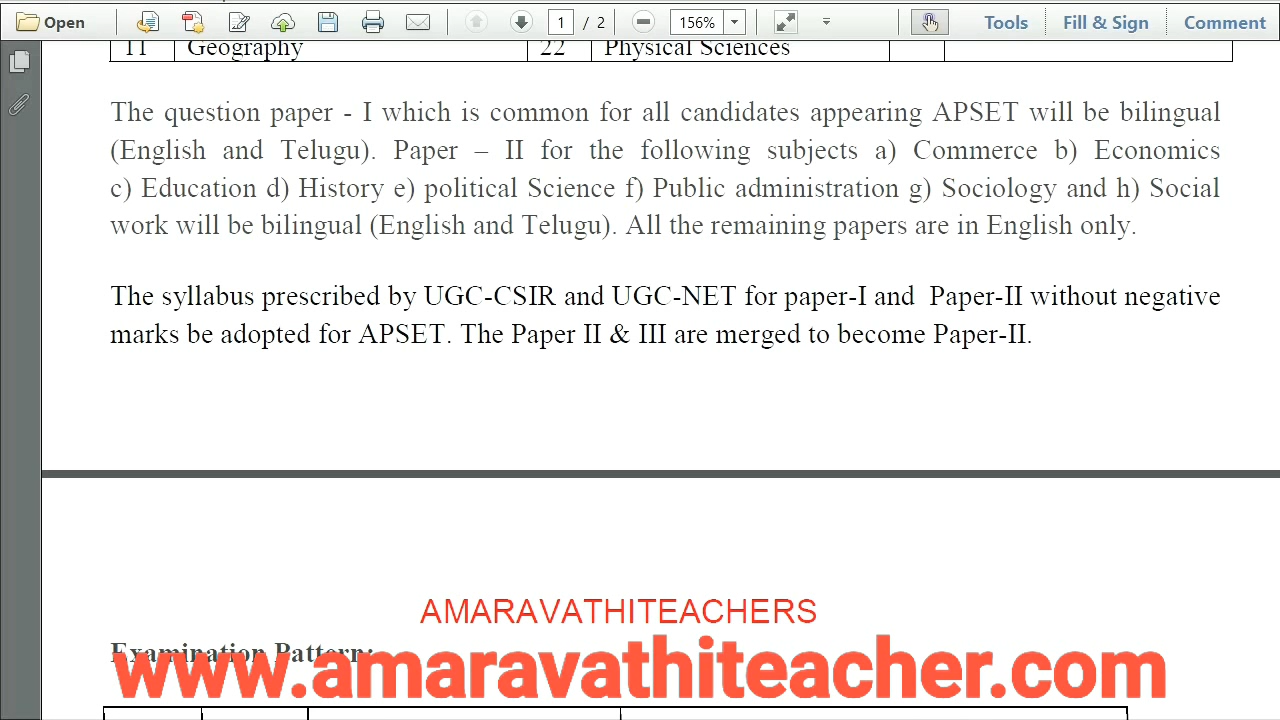 Open 1 / 2 156% Tools Fill & Sign Comment
11 Geography 22 Physical Sciences
The question paper - I which is common for all candidates appearing APSET will be bilingual
(English and Telugu). Paper – II for the following subjects a) Commerce b) Economics
c) Education d) History e) political Science f) Public administration g) Sociology and h) Social
work will be bilingual (English and Telugu). All the remaining papers are in English only.
The syllabus prescribed by UGC-CSIR and UGC-NET for paper-I and Paper-II without negative
marks be adopted for APSET. The Paper II & III are merged to become Paper-II.
AMARAVATHITEACHERS
Examination Pattern:
www.amaravathiteacher.com